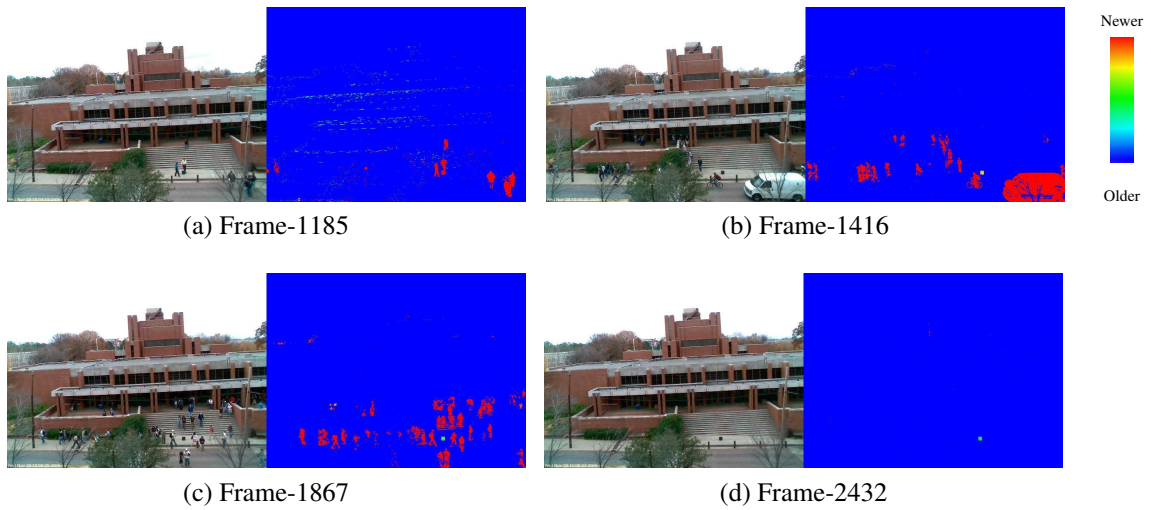 Newer
Older
(a) Frame-1185
(b) Frame-1416
(c) Frame-1867
(d) Frame-2432